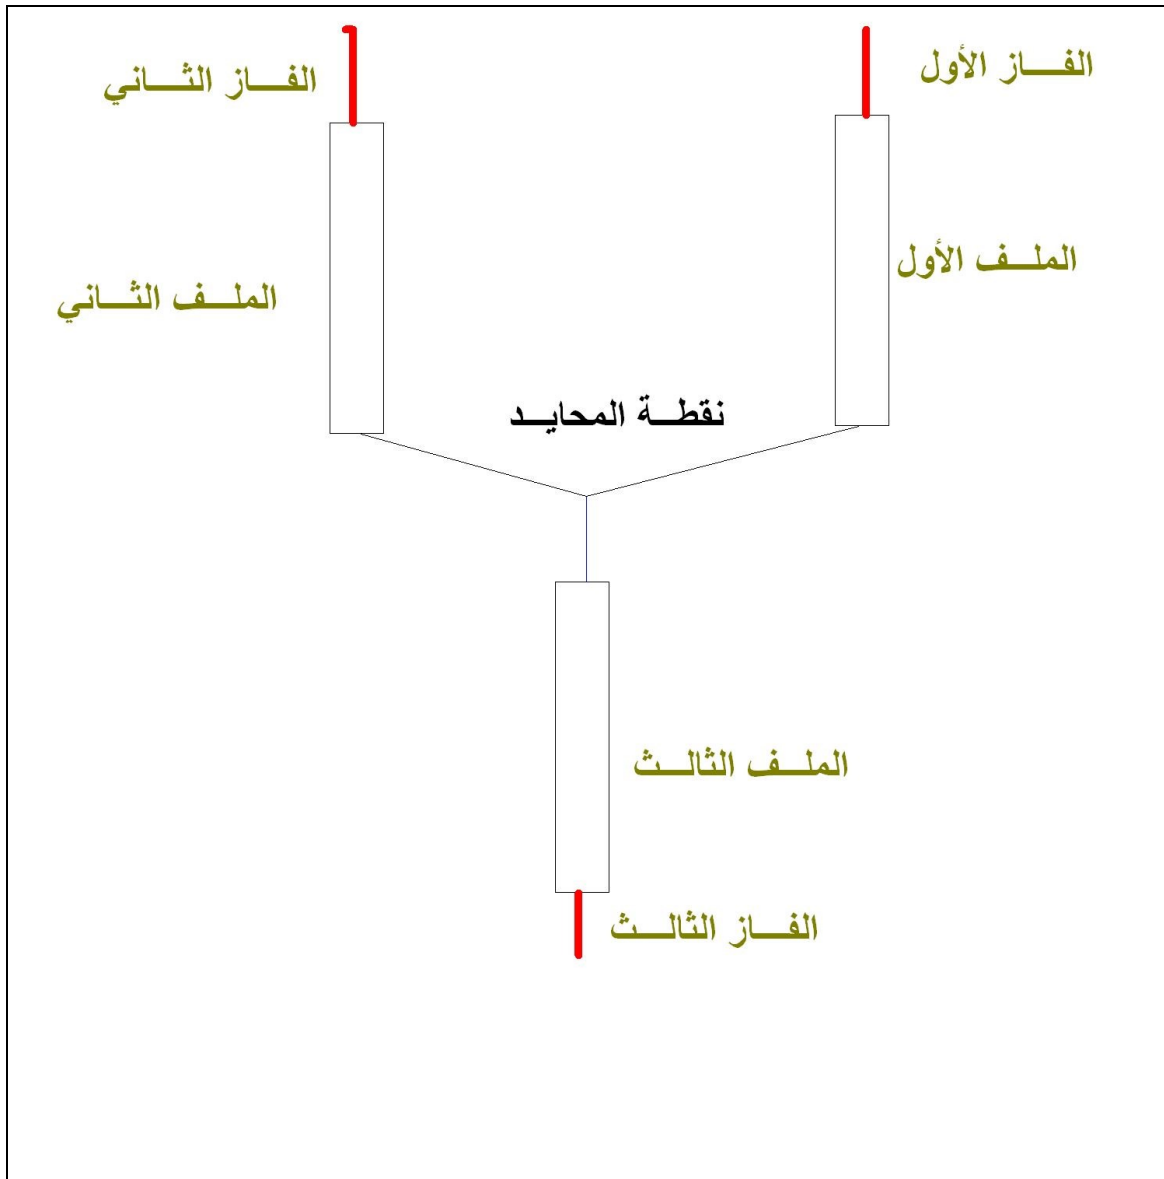 الفـــاز الأول
الفـــاز الثـــاني
الملـــف الأول
الملـــف الثـــاني
نقطـــة المحايـــد
الملـــف الثالـــث
الفـــاز الثالـــث